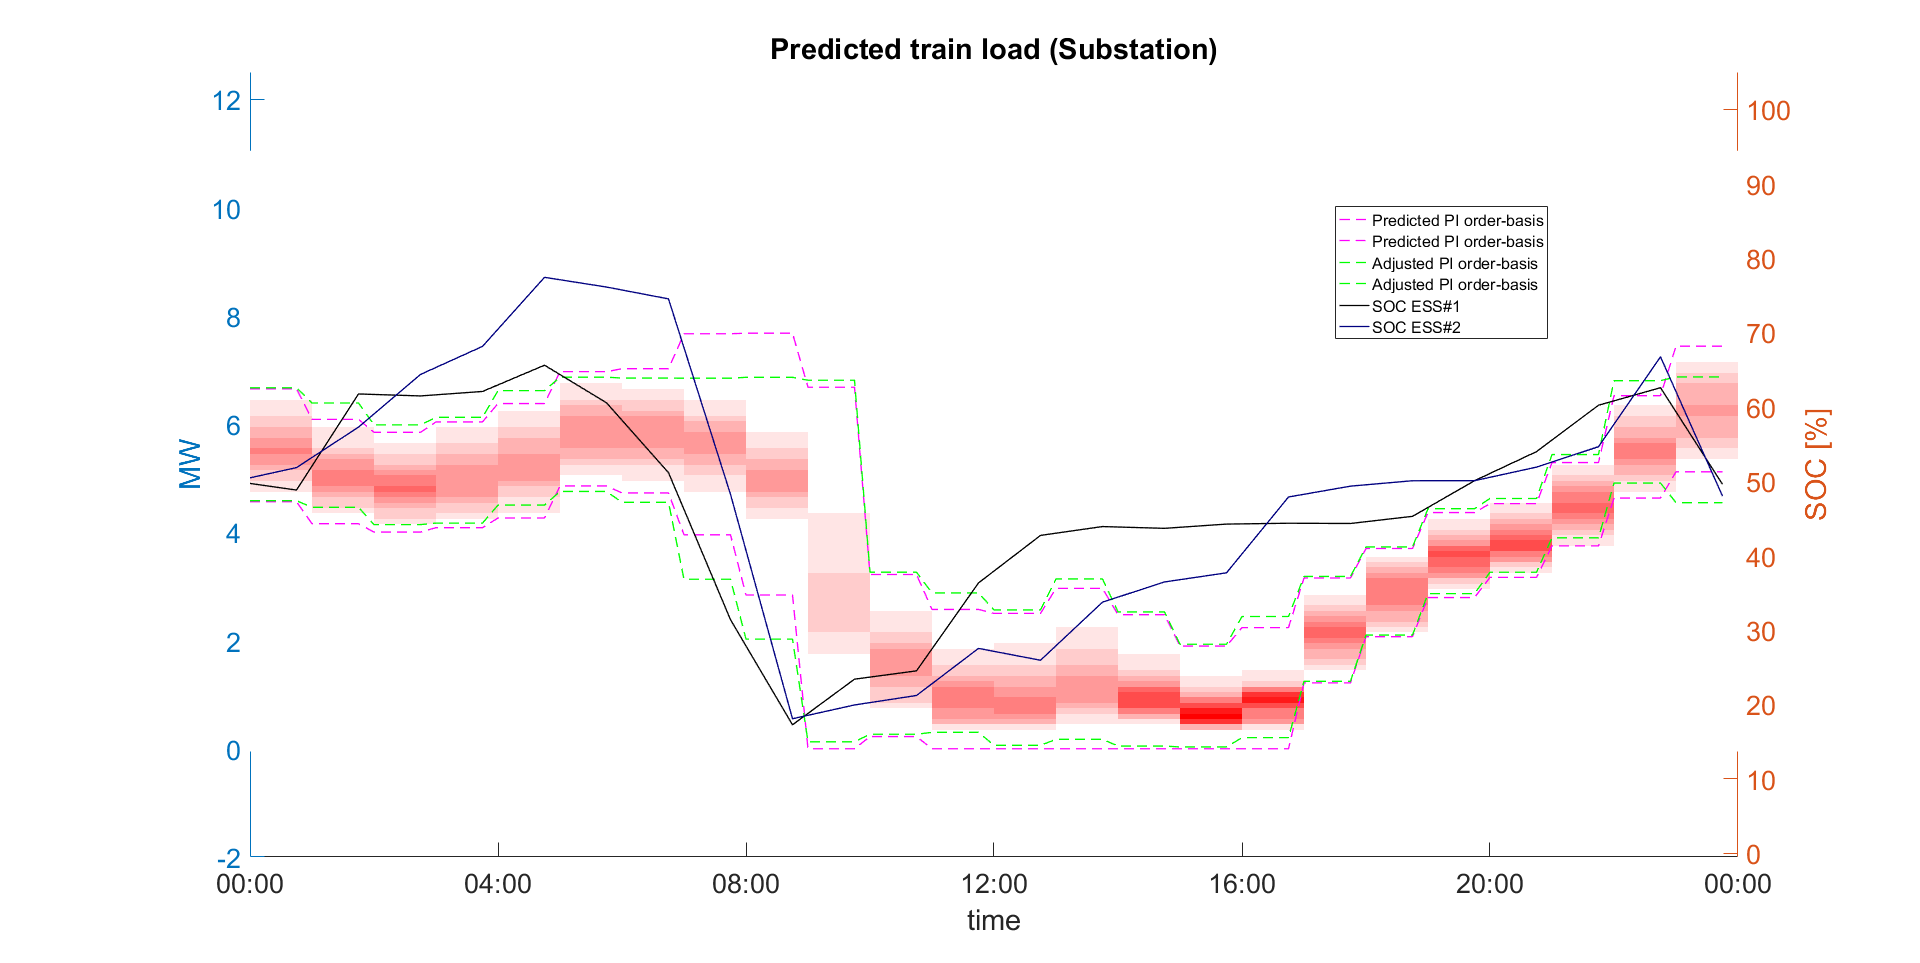 Predicted train load (Substation)
12
10
8
6
4
2
0
-2
MW
100
90
80
70
60
50
40
30
20
10
0
SOC [%]
Predicted PI order-basis
Predicted PI order-basis
Adjusted PI order-basis
Adjusted PI order-basis
SOC ESS#1
SOC ESS#2
00:00 04:00 08:00 12:00 16:00 20:00 00:00
time